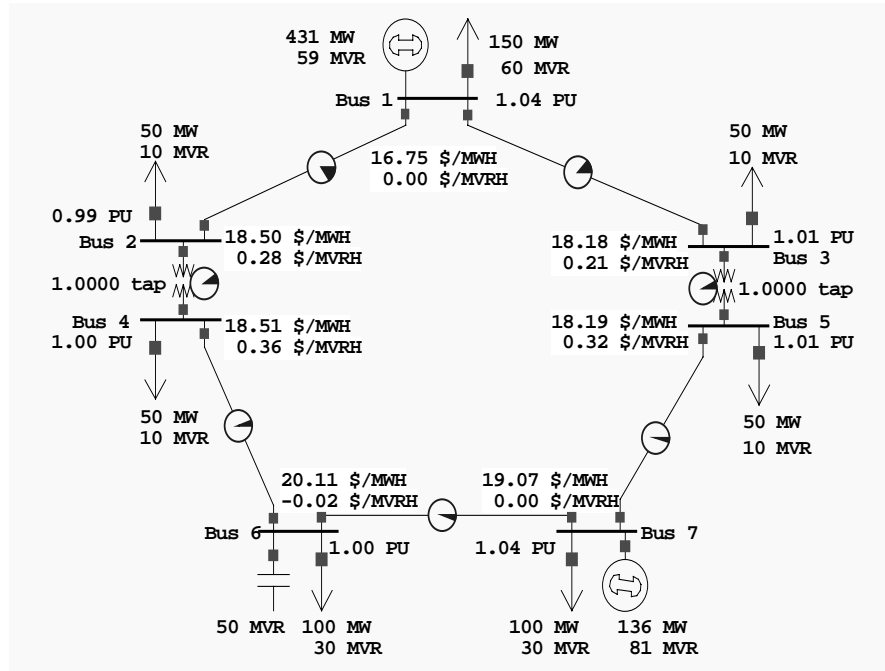 431 MW
59 MVR
150 MW
60 MVR
Bus 1
1.04 PU
50 MW
10 MVR
16.75 $/MWH
0.00 $/MVRH
50 MW
10 MVR
0.99 PU
Bus 2
18.50 $/MWH
0.28 $/MVRH
18.18 $/MWH
0.21 $/MVRH
1.01 PU
Bus 3
1.0000 tap
1.0000 tap
Bus 4
1.00 PU
18.51 $/MWH
0.36 $/MVRH
18.19 $/MWH
0.32 $/MVRH
Bus 5
1.01 PU
50 MW
10 MVR
50 MW
10 MVR
20.11 $/MWH
-0.02 $/MVRH
19.07 $/MWH
0.00 $/MVRH
Bus 6
1.00 PU
1.04 PU
Bus 7
50 MVR
100 MW
30 MVR
100 MW
30 MVR
136 MW
81 MVR